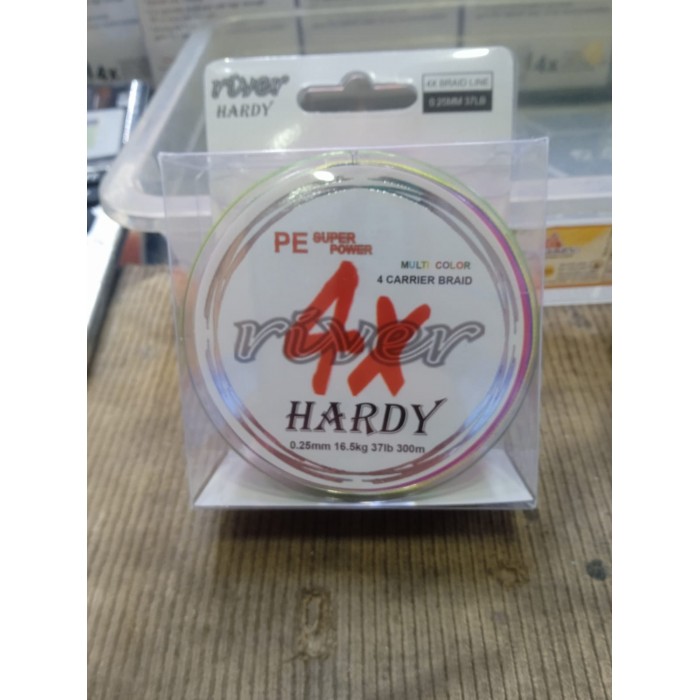 river
HARDY
4X BRAID LINE
0.25MM 37LB
PE SUPER
POWER
MULTI COLOR
4 CARRIER BRAID
4x
river
HARDY
0.25mm 16.5kg 37lb 300m
4x